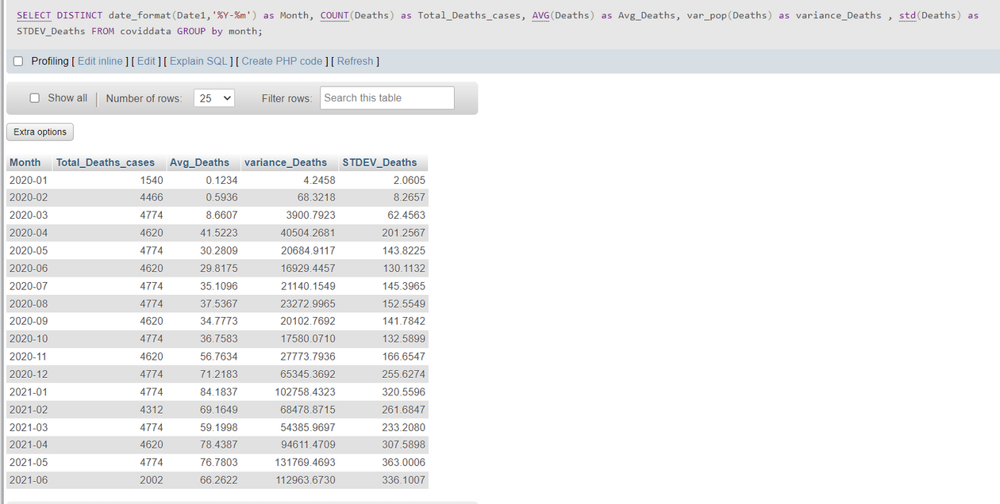 SELECT DISTINCT date_format(Date1,'%Y-%m') as Month, COUNT(Deaths) as Total_Deaths_cases, AVG(Deaths) as Avg_Deaths, var_pop(Deaths) as variance_Deaths , std(Deaths) as
STDEV_Deaths FROM coviddata GROUP by month;
Profiling [ Edit inline ] [ Edit ] [ Explain SQL ] [ Create PHP code ] [ Refresh ]
Show all Number of rows: 25 Filter rows: Search this table
Extra options
Month Total_Deaths_cases Avg_Deaths variance_Deaths STDEV_Deaths
2020-01 1540 0.1234 4.2458 2.0605
2020-02 4466 0.5936 68.3218 8.2657
2020-03 4774 8.6607 3900.7923 62.4563
2020-04 4620 41.5223 40504.2681 201.2567
2020-05 4774 30.2809 20684.9117 143.8225
2020-06 4620 29.8175 16929.4457 130.1132
2020-07 4774 35.1096 21140.1549 145.3965
2020-08 4774 37.5367 23272.9965 152.5549
2020-09 4620 34.7773 20102.7692 141.7842
2020-10 4774 36.7583 17580.0710 132.5899
2020-11 4620 56.7634 27773.7936 166.6547
2020-12 4774 71.2183 65345.3692 255.6274
2021-01 4774 84.1837 102758.4323 320.5596
2021-02 4312 69.1649 68478.8715 261.6847
2021-03 4774 59.1998 54385.9697 233.2080
2021-04 4620 78.4387 94611.4709 307.5898
2021-05 4774 76.7803 131769.4693 363.0006
2021-06 2002 66.2622 112963.6730 336.1007